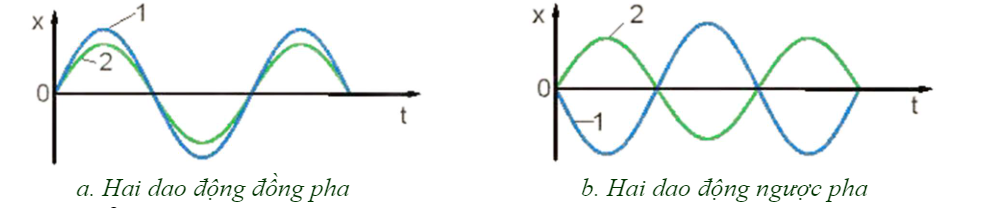 x
1
2
0
t
a. Hai dao động đồng pha
x
2
0
1
t
b. Hai dao động ngược pha